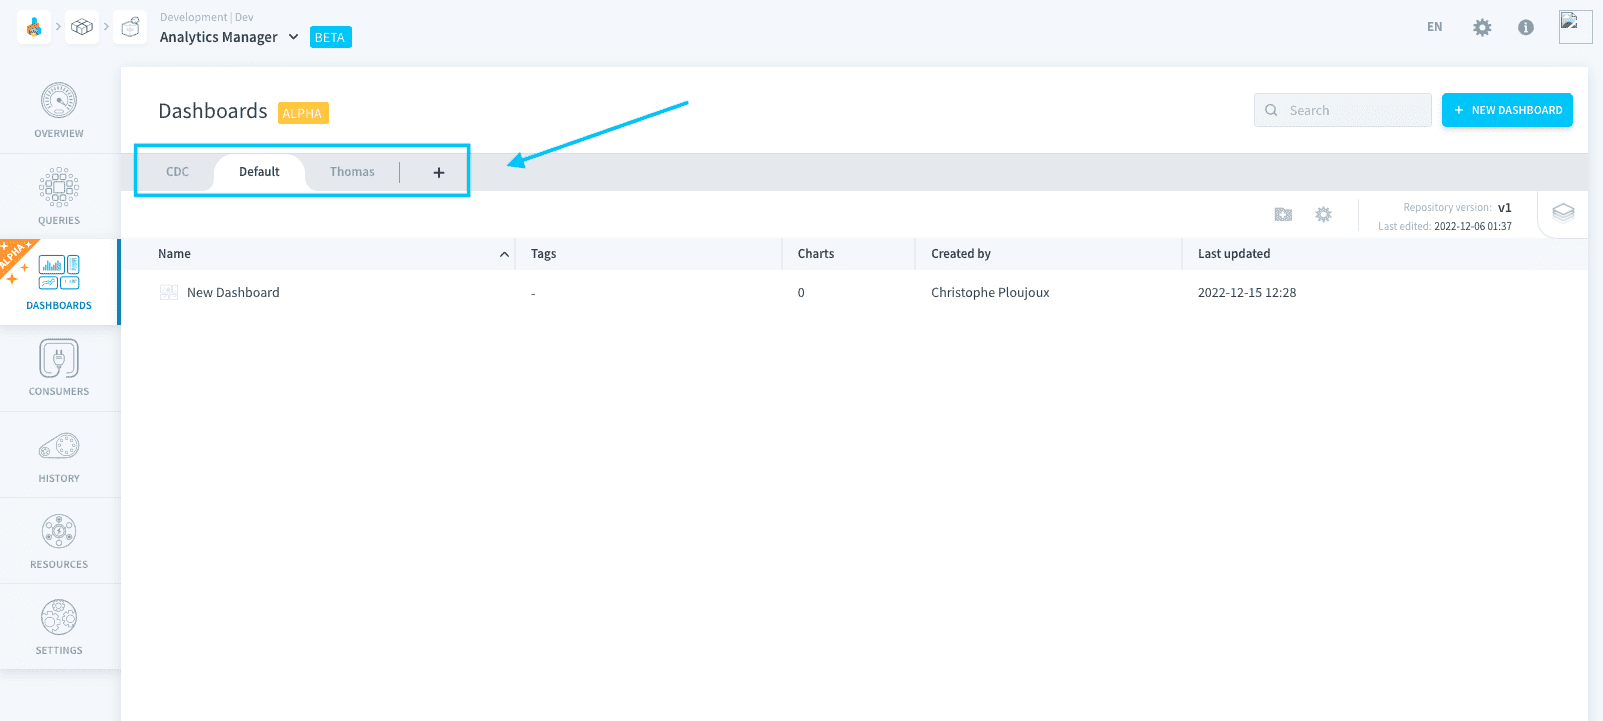 Development | Dev
Analytics Manager BETA
EN
Dashboards ALPHA
Search
+ NEW DASHBOARD
CDC Default Thomas +
Repository version: v1
Last edited: 2022-12-06 01:37
Name Tags Charts Created by Last updated
New Dashboard - 0 Christophe Ploujoux 2022-12-15 12:28
OVERVIEW
QUERIES
ALPHA
DASHBOARDS
CONSUMERS
HISTORY
RESOURCES
SETTINGS